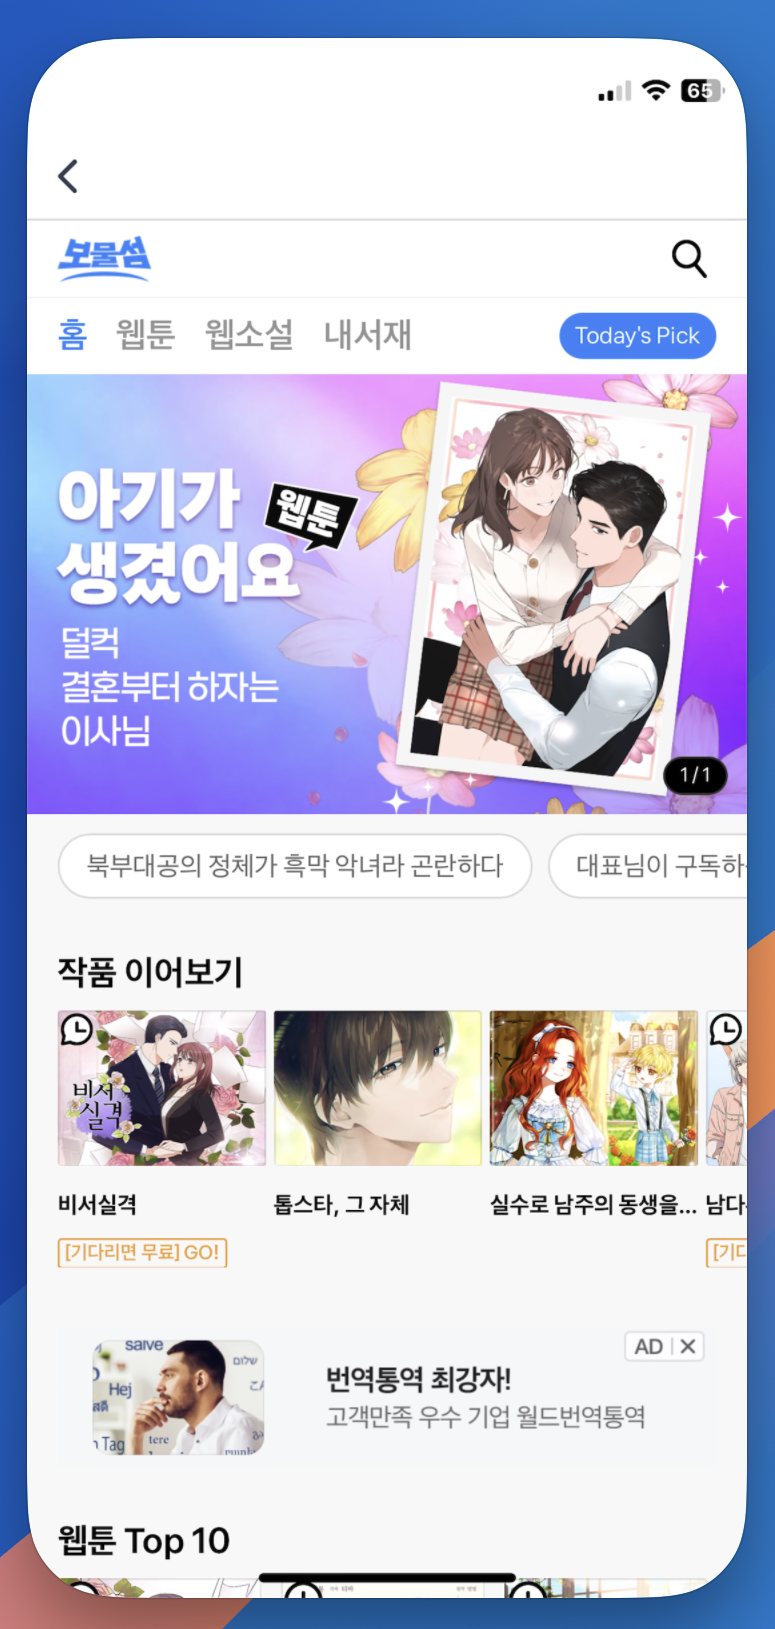 65
보물섬
홈 웹툰 웹소설 내서재 Today's Pick
아기가
웹툰
생겼어요
덜컥
결혼부터 하자는
이사님
1/1
북부대공의 정체가 흑막 악녀라 곤란하다
대표님이 구독하
작품 이어보기
비서
실격
비서실격
톱스타, 그 자체
실수로 남주의 동생을...
남다
[기다리면 무료] GO!
[기다
salve
שלום
Hej
สดี
Tag
tere
AD
번역통역 최강자!
고객만족 우수 기업 월드번역통역
웹툰 Top 10